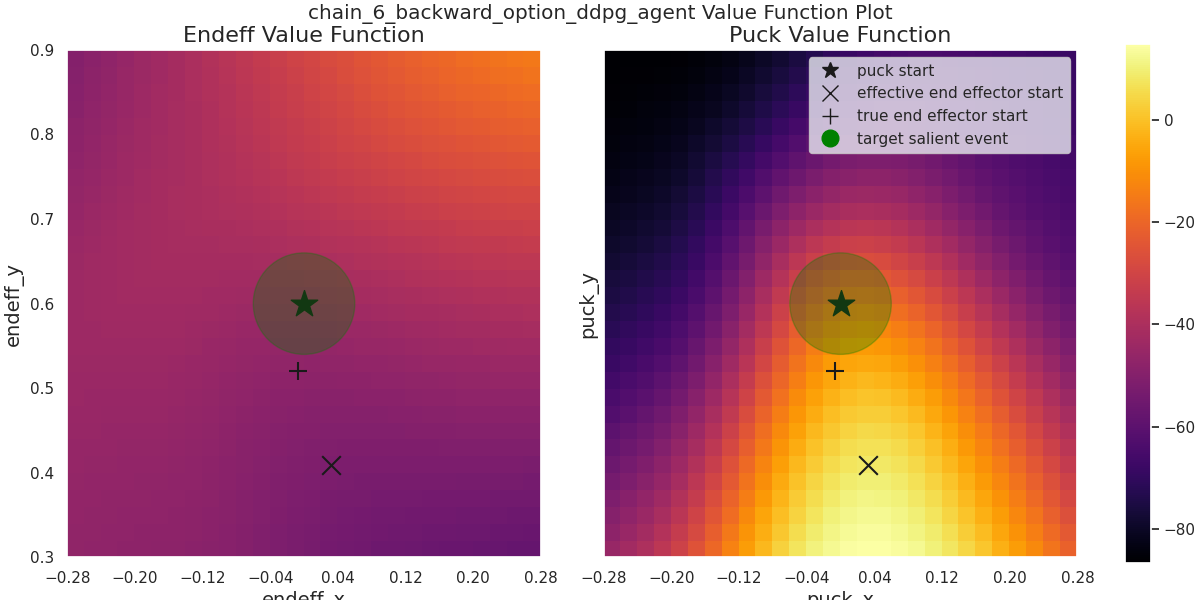 chain_6_backward_option_ddpg_agent Value Function Plot
Endeff Value Function
Puck Value Function
puck start
effective end effector start
true end effector start
target salient event
endeff_y
0.9
0.8
0.7
0.6
0.5
0.4
0.3
−0.28 −0.20 −0.12 −0.04 0.04 0.12 0.20 0.28
endeff_x
puck_y
−0.28 −0.20 −0.12 −0.04 0.04 0.12 0.20 0.28
puck_x
0
−20
−40
−60
−80